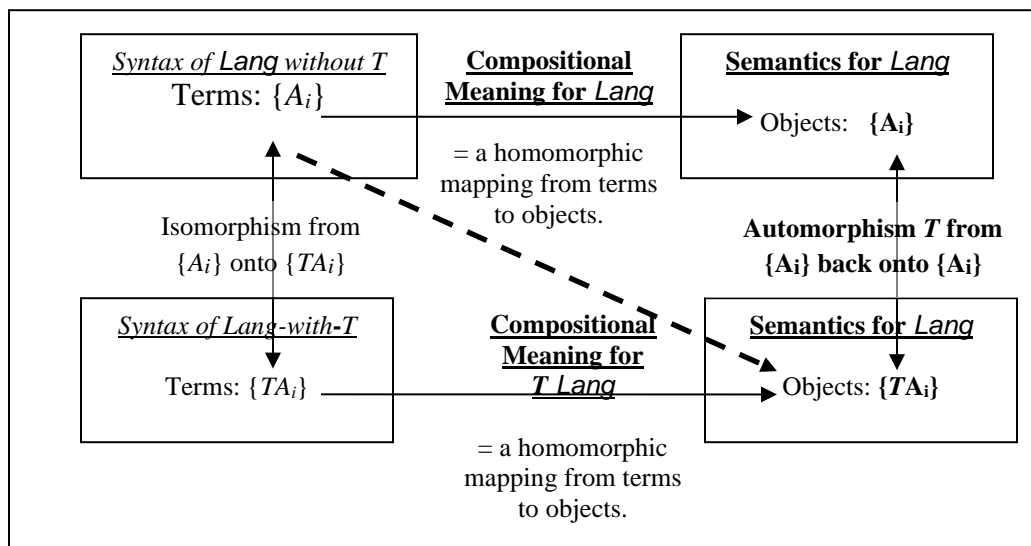 Syntax of Lang without T
Terms: {Ai}
Compositional
Meaning for Lang
Semantics for Lang
Objects: {Ai}
= a homomorphic
mapping from terms
to objects.
Isomorphism from
{Ai} onto {TAi}
Automorphism T from
{Ai} back onto {Ai}
Syntax of Lang-with-T
Terms: {TAi}
Compositional
Meaning for
T Lang
Semantics for Lang
Objects: {TAi}
= a homomorphic
mapping from terms
to objects.